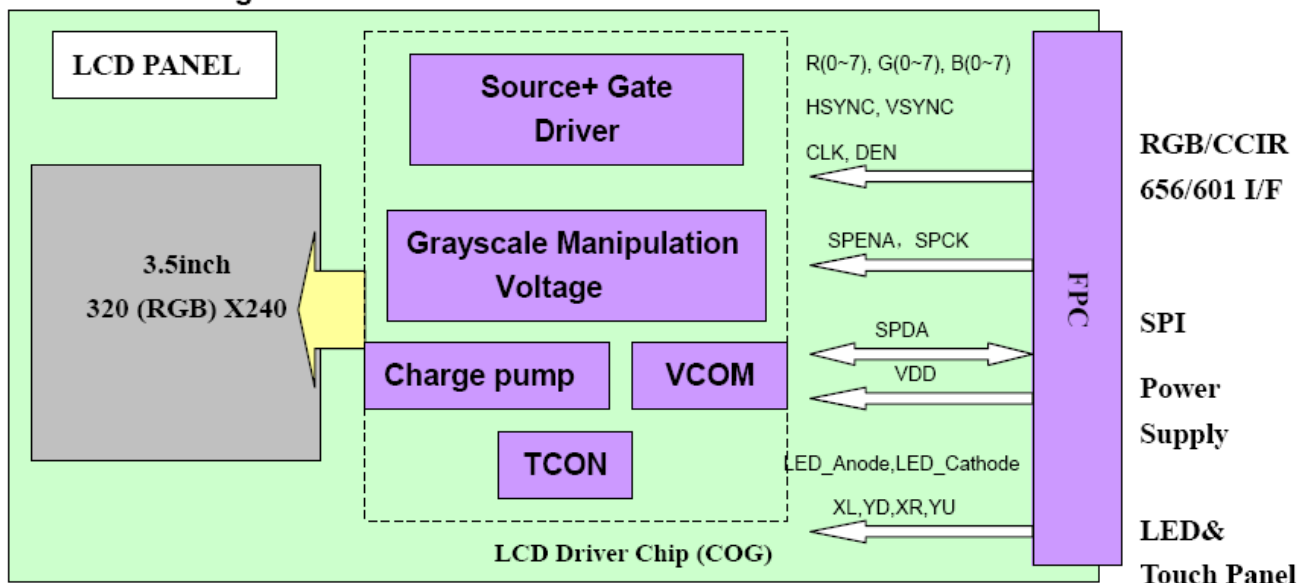 LCD PANEL
3.5inch
320 (RGB) X240
Source+ Gate
Driver
Grayscale Manipulation
Voltage
Charge pump
VCOM
TCON
LCD Driver Chip (COG)
R(0~7), G(0~7), B(0~7)
HSYNC, VSYNC
CLK, DEN
SPENA，SPCK
SPDA
VDD
LED_Anode,LED_Cathode
XL,YD,XR,YU
FPC
RGB/CCIR
656/601 I/F
SPI
Power
Supply
LED&
Touch Panel